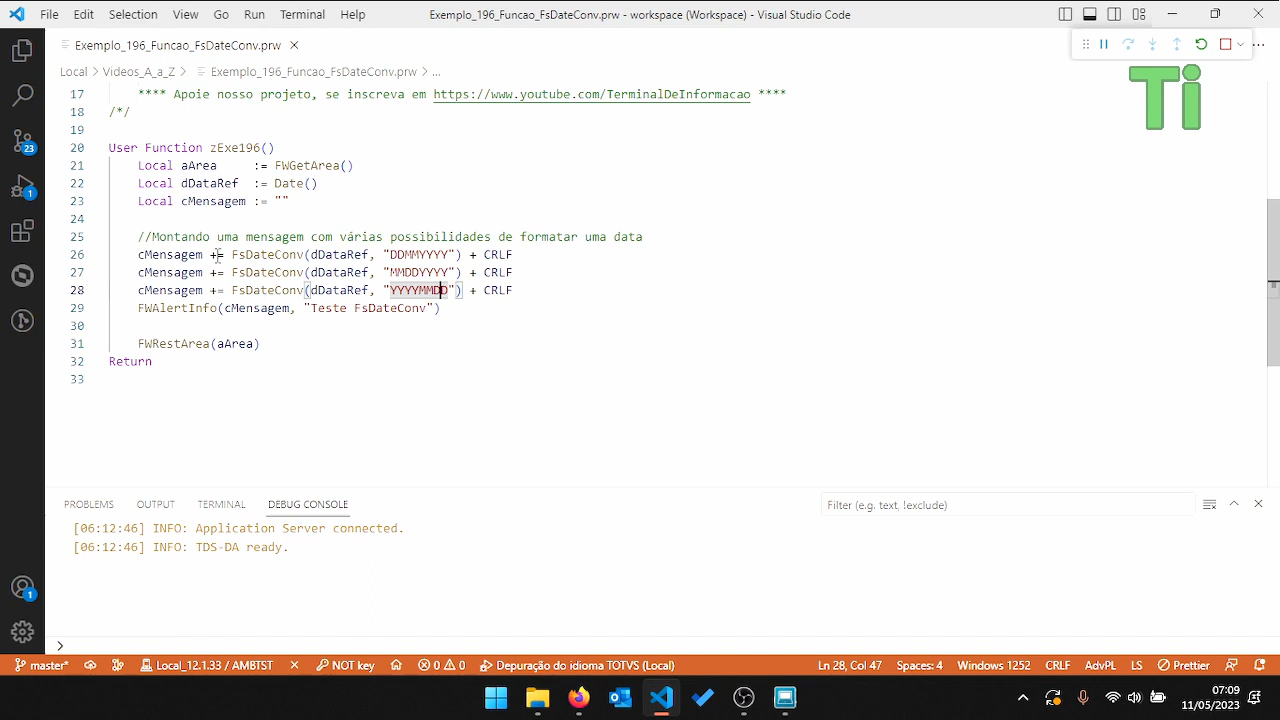 File Edit Selection View Go Run Terminal Help Exemplo_196_Funcao_FsDateConv.prw - workspace (Workspace) - Visual Studio Code
Exemplo_196_Funcao_FsDateConv.prw
Local > Videos_A_a_Z > Exemplo_196_Funcao_FsDateConv.prw > ...
Ti
17 **** Apoie nosso projeto, se inscreva em https://www.youtube.com/TerminalDeInformacao ****
18 /*/
19
20 User Function zExe196()
21 Local aArea := FWGetArea()
22 Local dDataRef := Date()
23 Local cMensagem := ""
24
25 //Montando uma mensagem com várias possibilidades de formatar uma data
26 cMensagem += FsDateConv(dDataRef, "DDMMYYYY") + CRLF
27 cMensagem += FsDateConv(dDataRef, "MMDDYYYY") + CRLF
28 cMensagem += FsDateConv(dDataRef, "YYYYMMDD") + CRLF
29 FWAlertInfo(cMensagem, "Teste FsDateConv")
30
31 FWRestArea(aArea)
32 Return
33
23
1
PROBLEMS OUTPUT TERMINAL DEBUG CONSOLE Filter (e.g. text, !exclude)
[06:12:46] INFO: Application Server connected.
[06:12:46] INFO: TDS-DA ready.
1
>
master* Local_12.1.33 / AMBTST NOT key 0 0 Depuração do idioma TOTVS (Local) Ln 28, Col 47 Spaces: 4 Windows 1252 CRLF AdvPL LS Prettier
07:09
11/05/2023